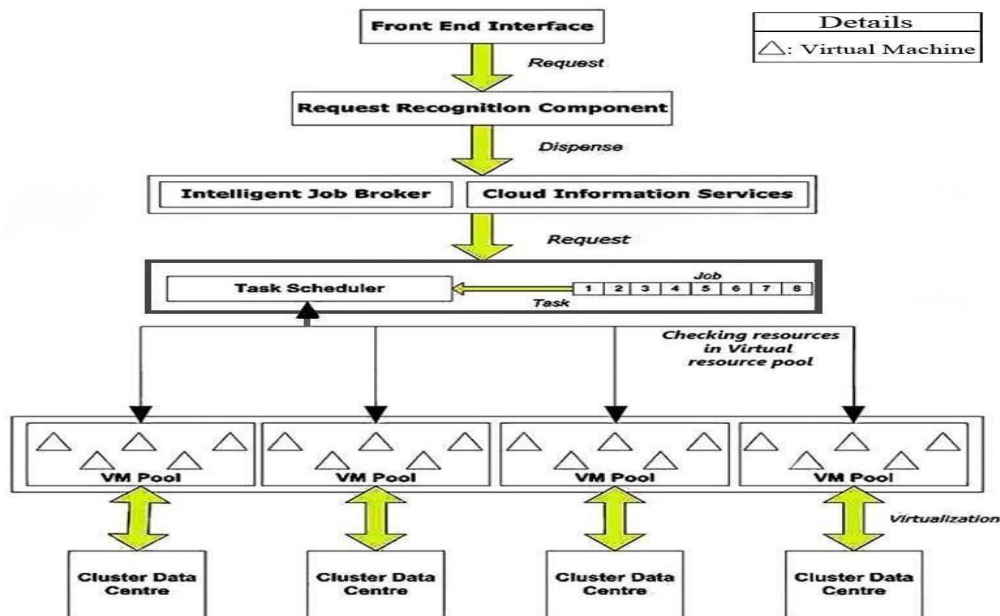 Front End Interface
Details
△: Virtual Machine
Request
Request Recognition Component
Dispense
Intelligent Job Broker
Cloud Information Services
Request
Job
Task Scheduler
1 2 3 4 5 6 7 8
Task
Checking resources
in Virtual
resource pool
VM Pool
VM Pool
VM Pool
VM Pool
Virtualization
Cluster Data
Centre
Cluster Data
Centre
Cluster Data
Centre
Cluster Data
Centre